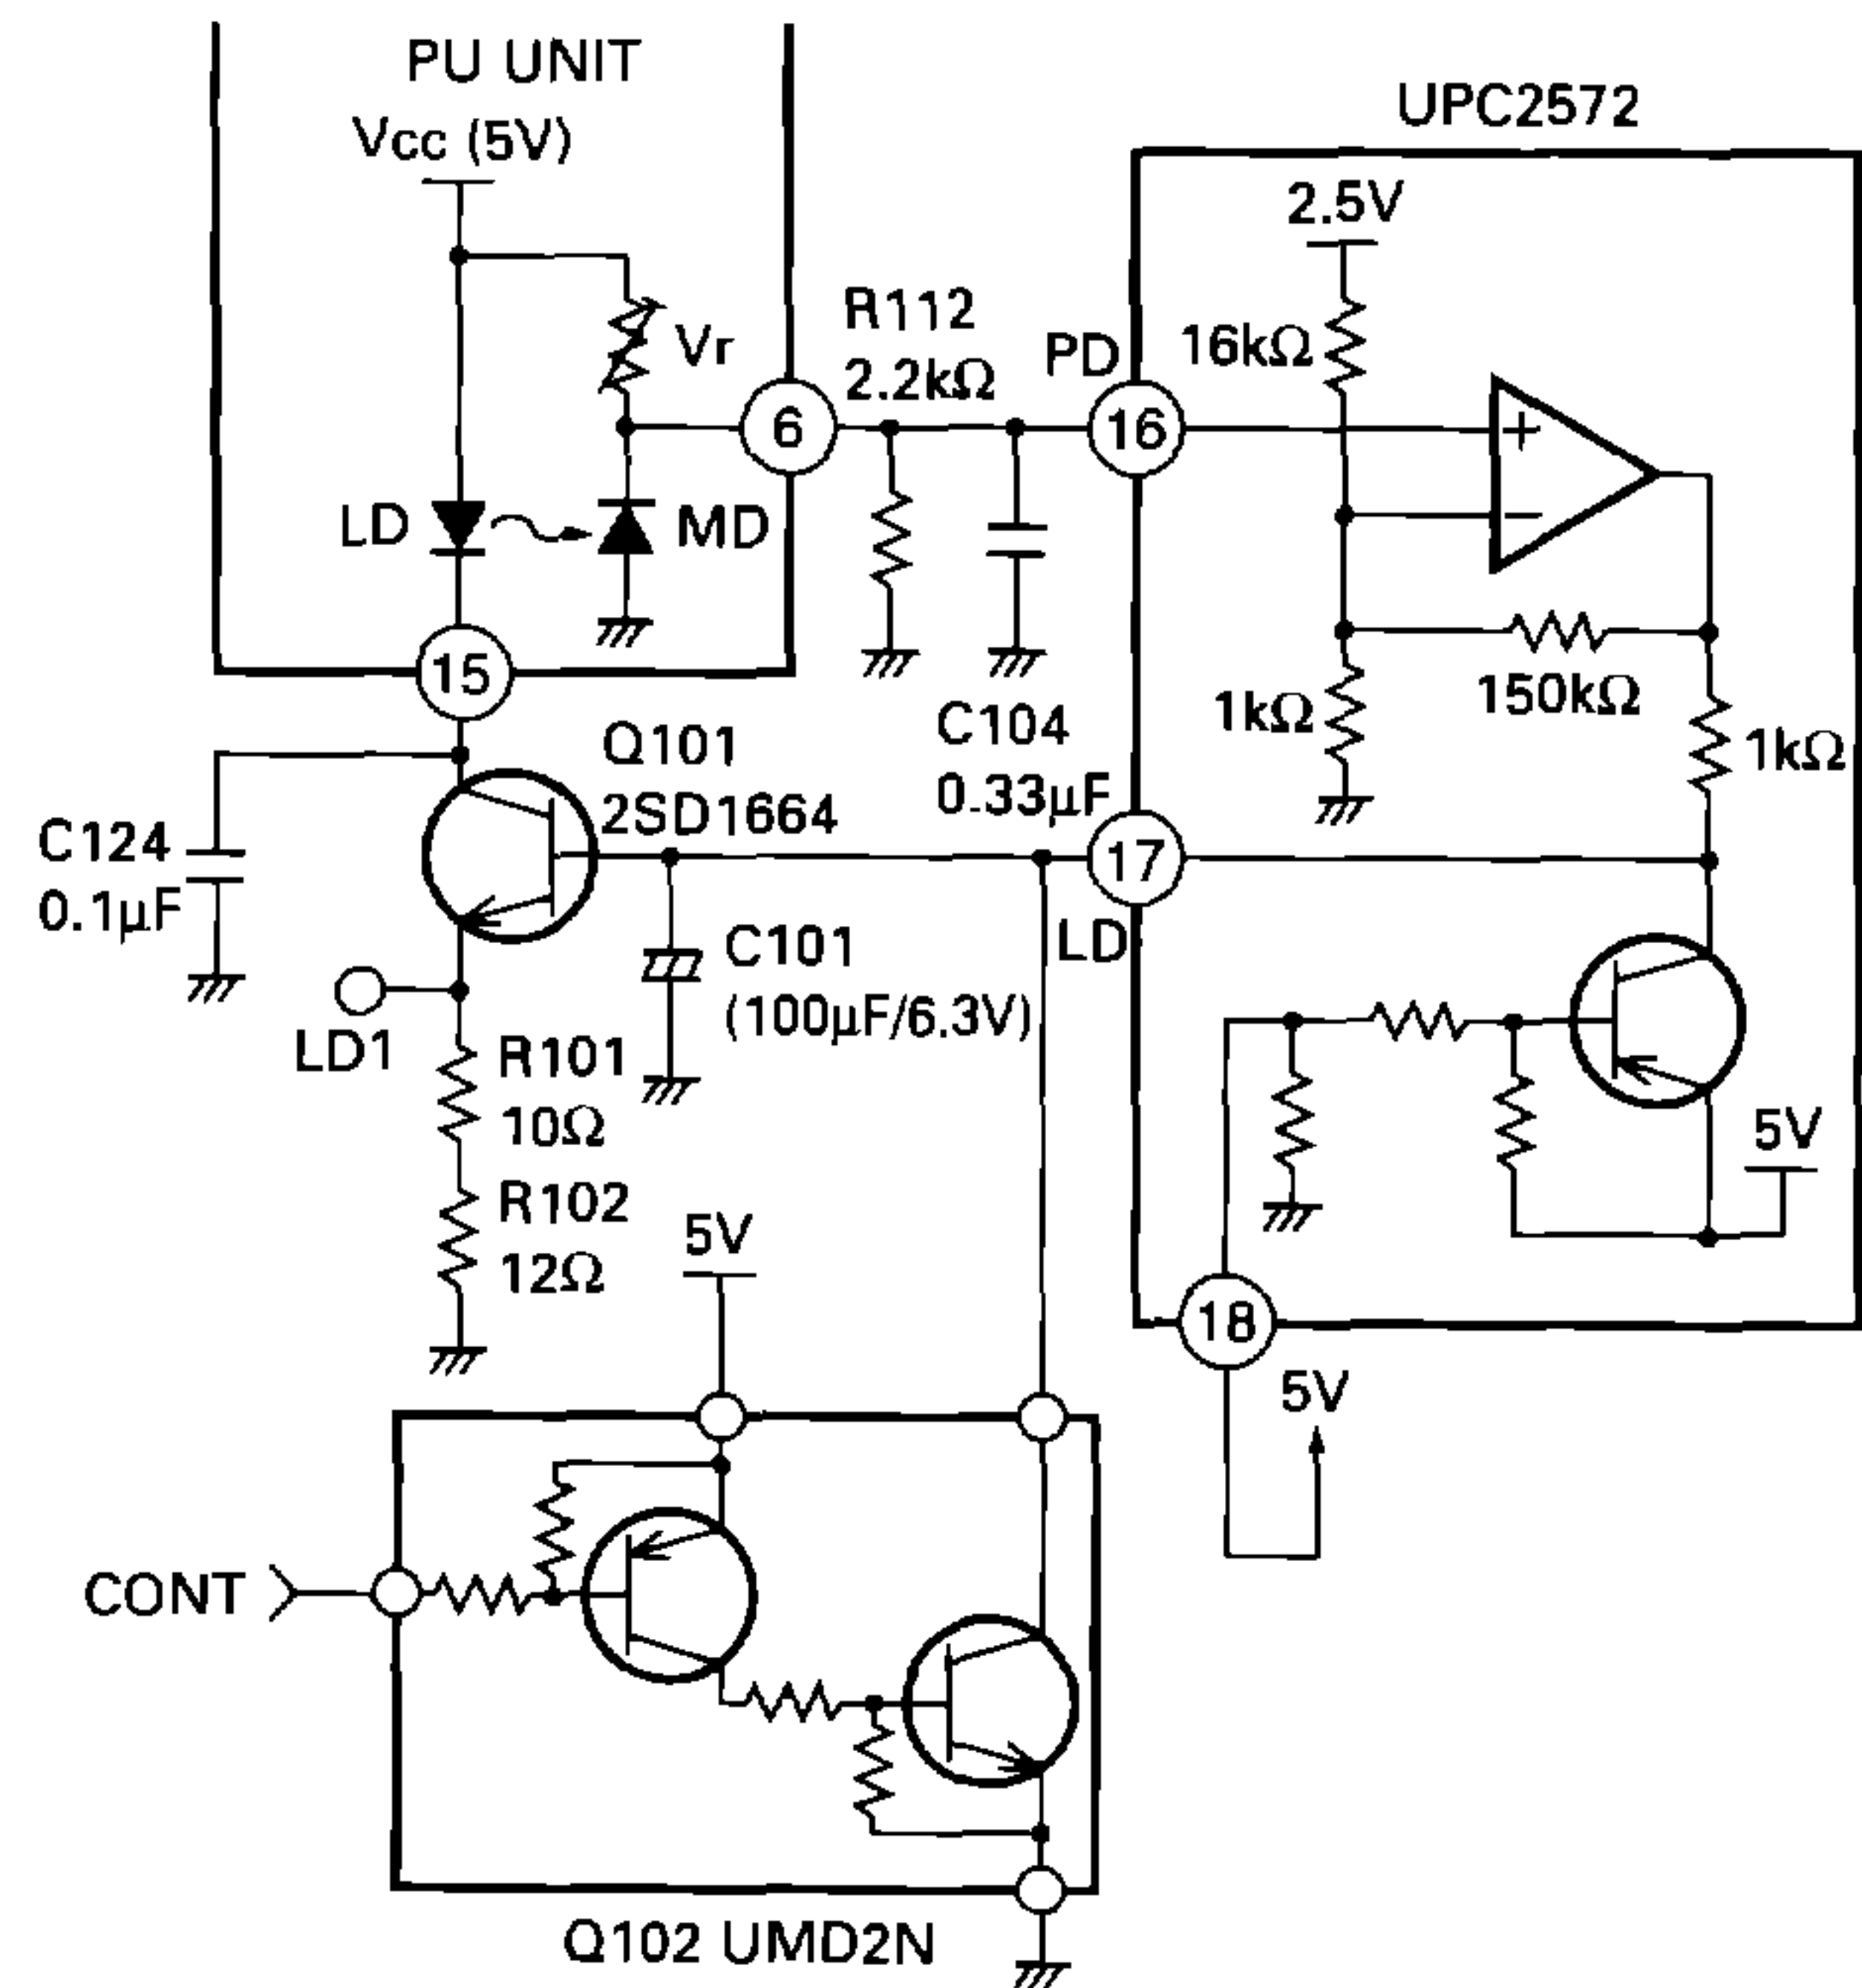 PU UNIT
Vcc (5V)
UPC2572
2.5V
R112
2.2kΩ
PD
16kΩ
Vr
6
16
+
LD
MD
−
15
150kΩ
1kΩ
1kΩ
Q101
2SD1664
C104
0.33µF
C124
0.1µF
17
LD
C101
(100µF/6.3V)
LD1
R101
10Ω
5V
R102
12Ω
5V
18
5V
CONT
Q102 UMD2N